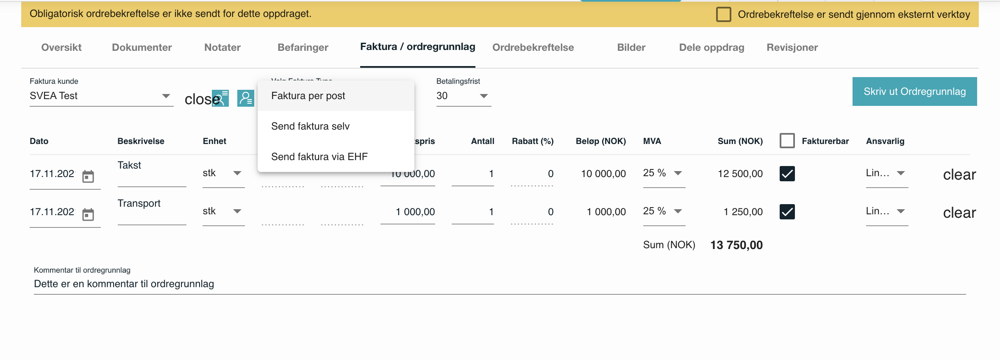 Obligatorisk ordrebekreftelse er ikke sendt for dette oppdraget.
Ordrebekreftelse er sendt gjennom eksternt verktøy
Oversikt Dokumenter Notater Befaringer Faktura / ordregrunnlag Ordrebekreftelse Bilder Dele oppdrag Revisjoner
Faktura kunde Velg Faktura Type Betalingsfrist
SVEA Test close 30 Skriv ut Ordregrunnlag
Faktura per post
Send faktura selv
Send faktura via EHF
Dato Beskrivelse Enhet spris Antall Rabatt (%) Beløp (NOK) MVA Sum (NOK) Fakturerbar Ansvarlig
17.11.202 Takst stk 10 000,00 1 0 10 000,00 25 % 12 500,00 Lin... clear
17.11.202 Transport stk 1 000,00 1 0 1 000,00 25 % 1 250,00 Lin... clear
Sum (NOK) 13 750,00
Kommentar til ordregrunnlag
Dette er en kommentar til ordregrunnlag